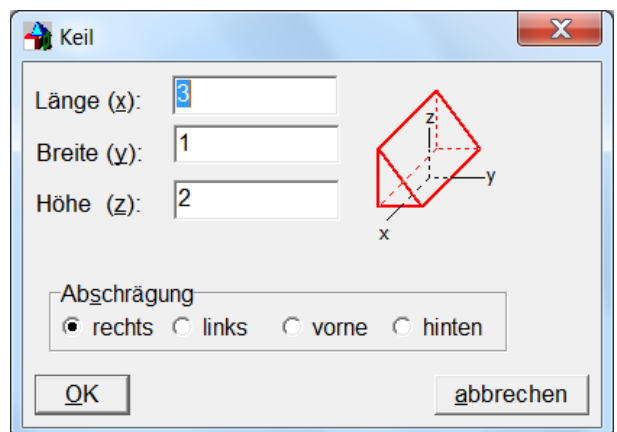 Keil
Länge (x): 3
Breite (y): 1
Höhe (z): 2
z
y
x
Abschrägung
rechts links vorne hinten
OK abbrechen